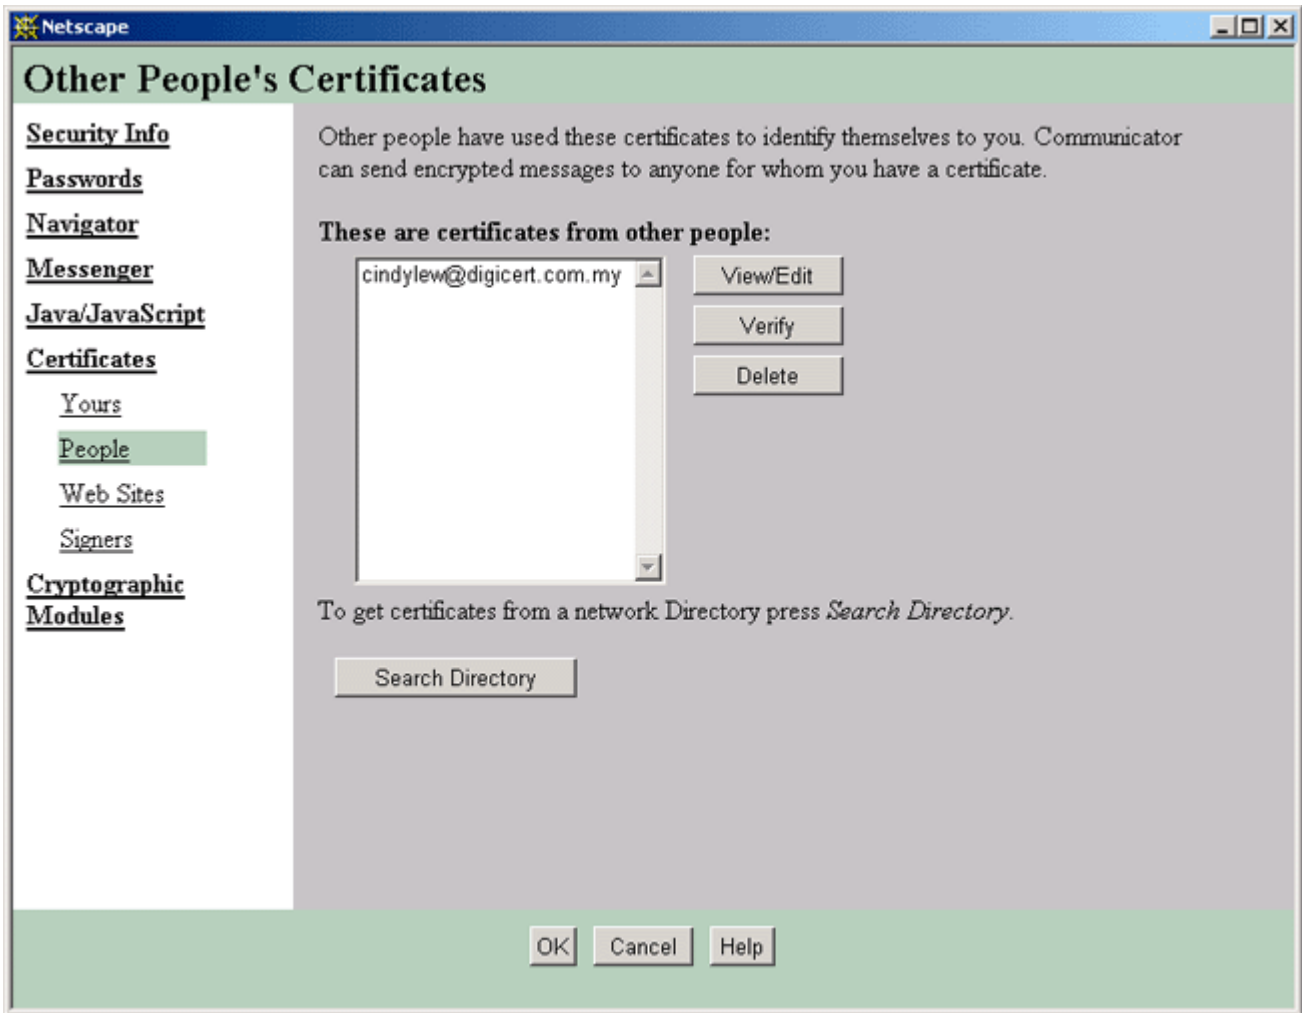 Netscape
Other People's Certificates
Security Info
Passwords
Navigator
Messenger
Java/JavaScript
Certificates
Yours
People
Web Sites
Signers
Cryptographic
Modules
Other people have used these certificates to identify themselves to you. Communicator
can send encrypted messages to anyone for whom you have a certificate.
These are certificates from other people:
cindylew@digicert.com.my
View/Edit
Verify
Delete
To get certificates from a network Directory press Search Directory.
Search Directory
OK
Cancel
Help